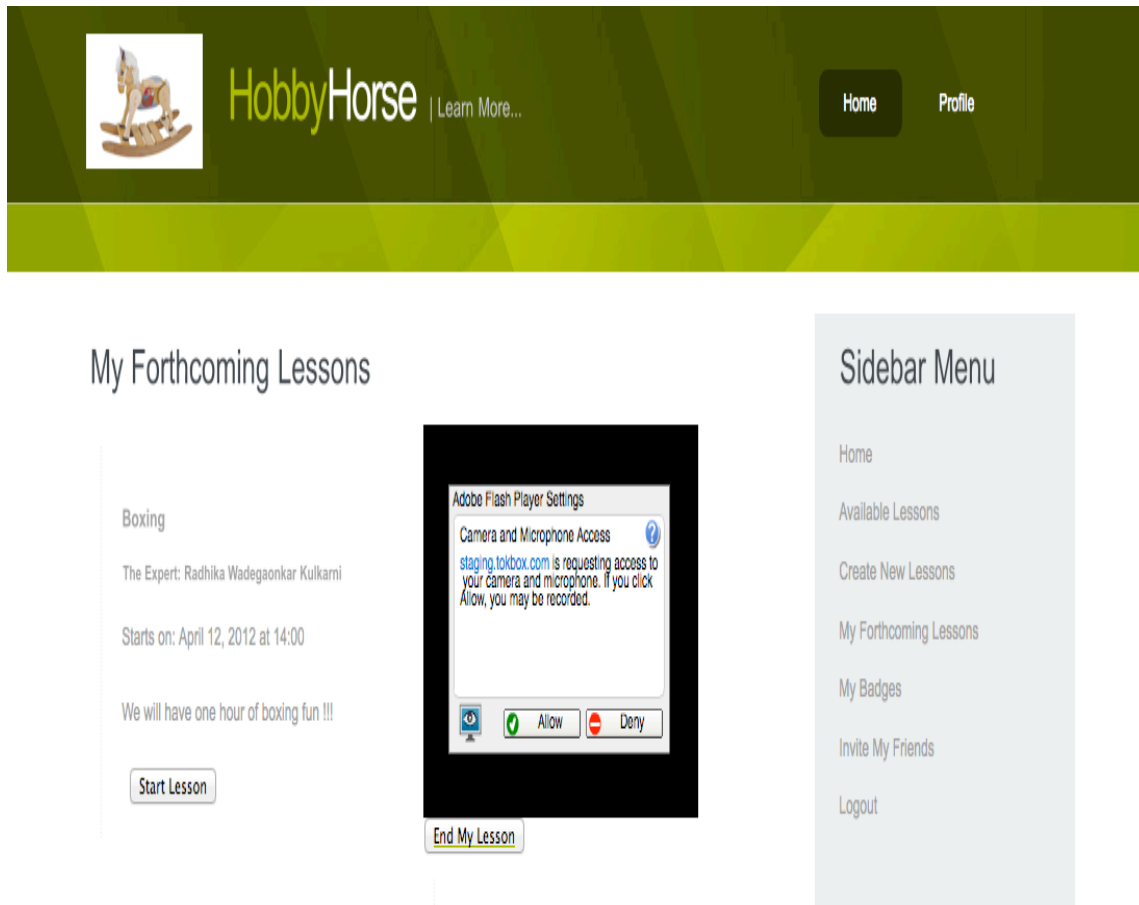 HobbyHorse | Learn More...
Home
Profile
My Forthcoming Lessons
Boxing
The Expert: Radhika Wadegaonkar Kulkarni
Starts on: April 12, 2012 at 14:00
We will have one hour of boxing fun !!!
Start Lesson
Adobe Flash Player Settings
Camera and Microphone Access
?
staging.tokbox.com is requesting access to
your camera and microphone. If you click
Allow, you may be recorded.
Allow
Deny
End My Lesson
Sidebar Menu
Home
Available Lessons
Create New Lessons
My Forthcoming Lessons
My Badges
Invite My Friends
Logout